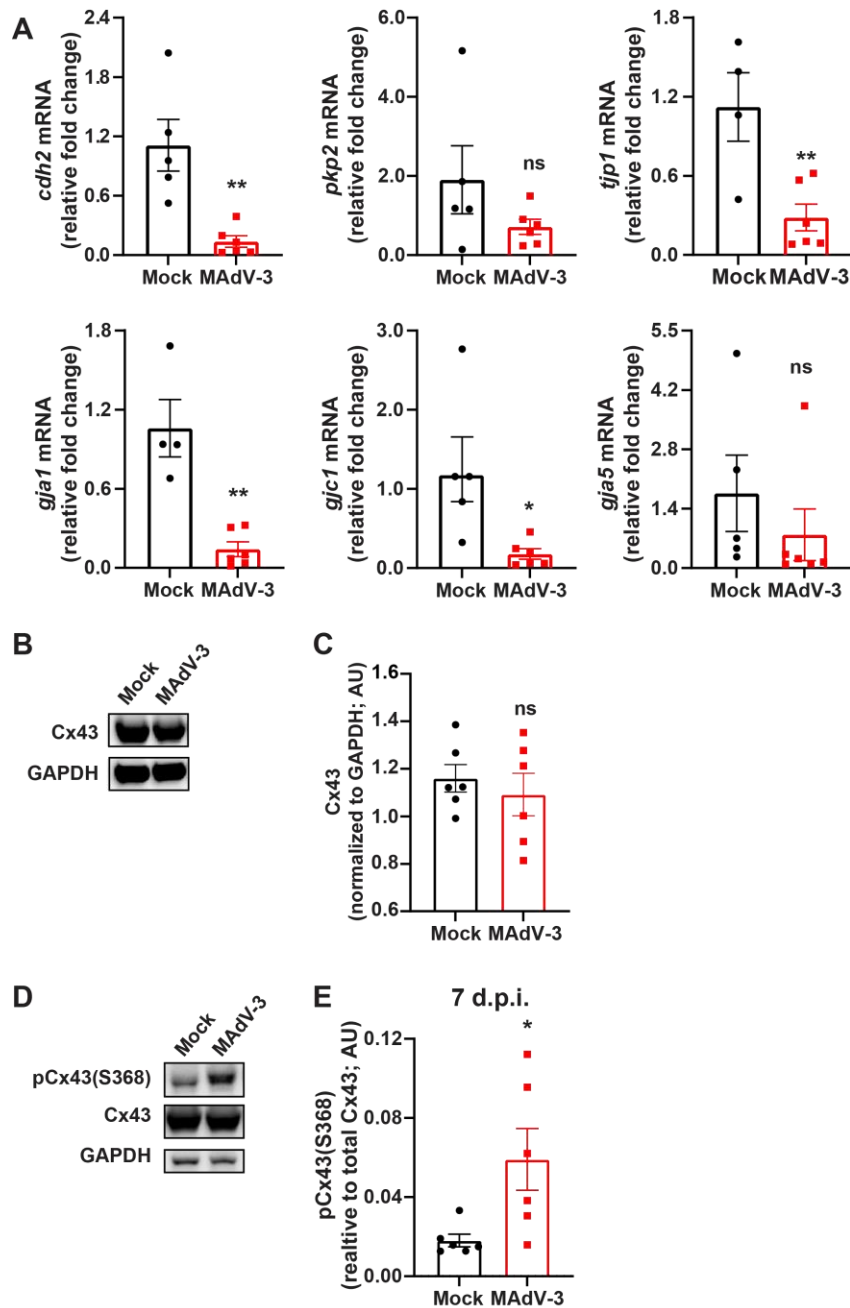 A
cdh2 mRNA
(relative fold change)
2.4
1.8
1.2
0.6
0.0
**
Mock MAdV-3
pkp2 mRNA
(relative fold change)
6.0
4.0
2.0
0.0
ns
Mock MAdV-3
tjp1 mRNA
(relative fold change)
1.8
1.2
0.6
0.0
**
Mock MAdV-3
gja1 mRNA
(relative fold change)
1.8
1.2
0.6
0.0
**
Mock MAdV-3
gjc1 mRNA
(relative fold change)
3.0
2.0
1.0
0.0
*
Mock MAdV-3
gja5 mRNA
(relative fold change)
5.5
4.2
2.8
1.4
0.0
ns
Mock MAdV-3
B
Mock
MAdV-3
Cx43
GAPDH
C
Cx43
(normalized to GAPDH; AU)
1.6
1.4
1.2
1.0
0.8
0.6
ns
Mock MAdV-3
D
Mock
MAdV-3
pCx43(S368)
Cx43
GAPDH
E
7 d.p.i.
pCx43(S368)
(realtive to total Cx43; AU)
0.12
0.08
0.04
0.00
*
Mock MAdV-3